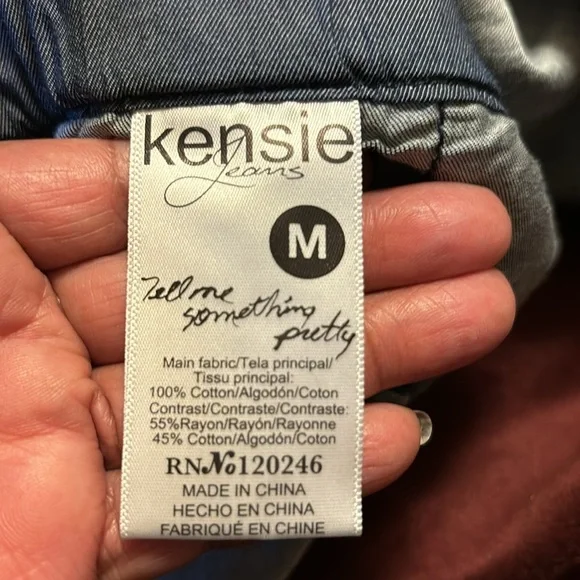 kensie
Jeans
M
Tell me
something
pretty
Main fabric/Tela principal/
Tissu principal:
100% Cotton/Algodón/Coton
Contrast/Contraste/Contraste:
55%Rayon/Rayón/Rayonne
45% Cotton/Algodón/Coton
RN№120246
MADE IN CHINA
HECHO EN CHINA
FABRIQUÉ EN CHINE